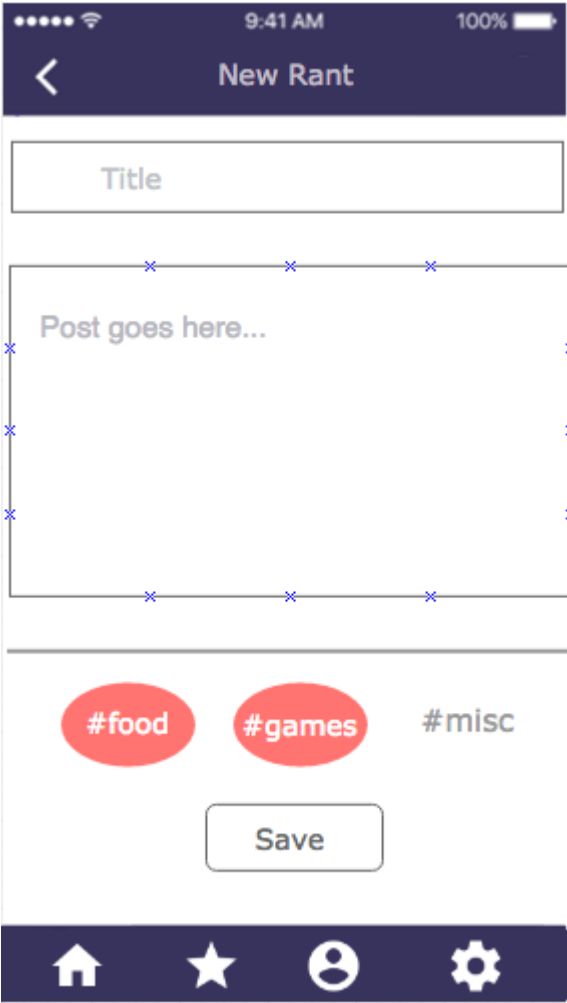 9:41 AM 100%
New Rant
Title
Post goes here...
#food #games #misc
Save